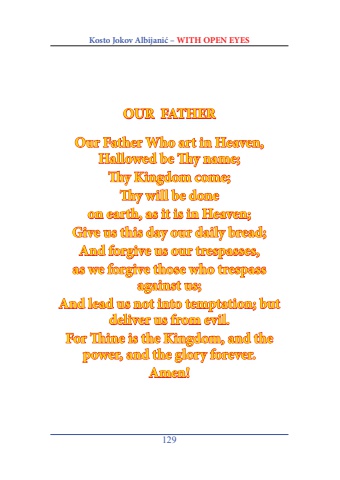 Kosto Jokov Albijanić – WITH OPEN EYES
OUR FATHER
Our Father Who art in Heaven,
Hallowed be Thy name;
Thy Kingdom come;
Thy will be done
on earth, as it is in Heaven;
Give us this day our daily bread;
And forgive us our trespasses,
as we forgive those who trespass
against us;
And lead us not into temptation; but
deliver us from evil.
For Thine is the Kingdom, and the
power, and the glory forever.
Amen!
129